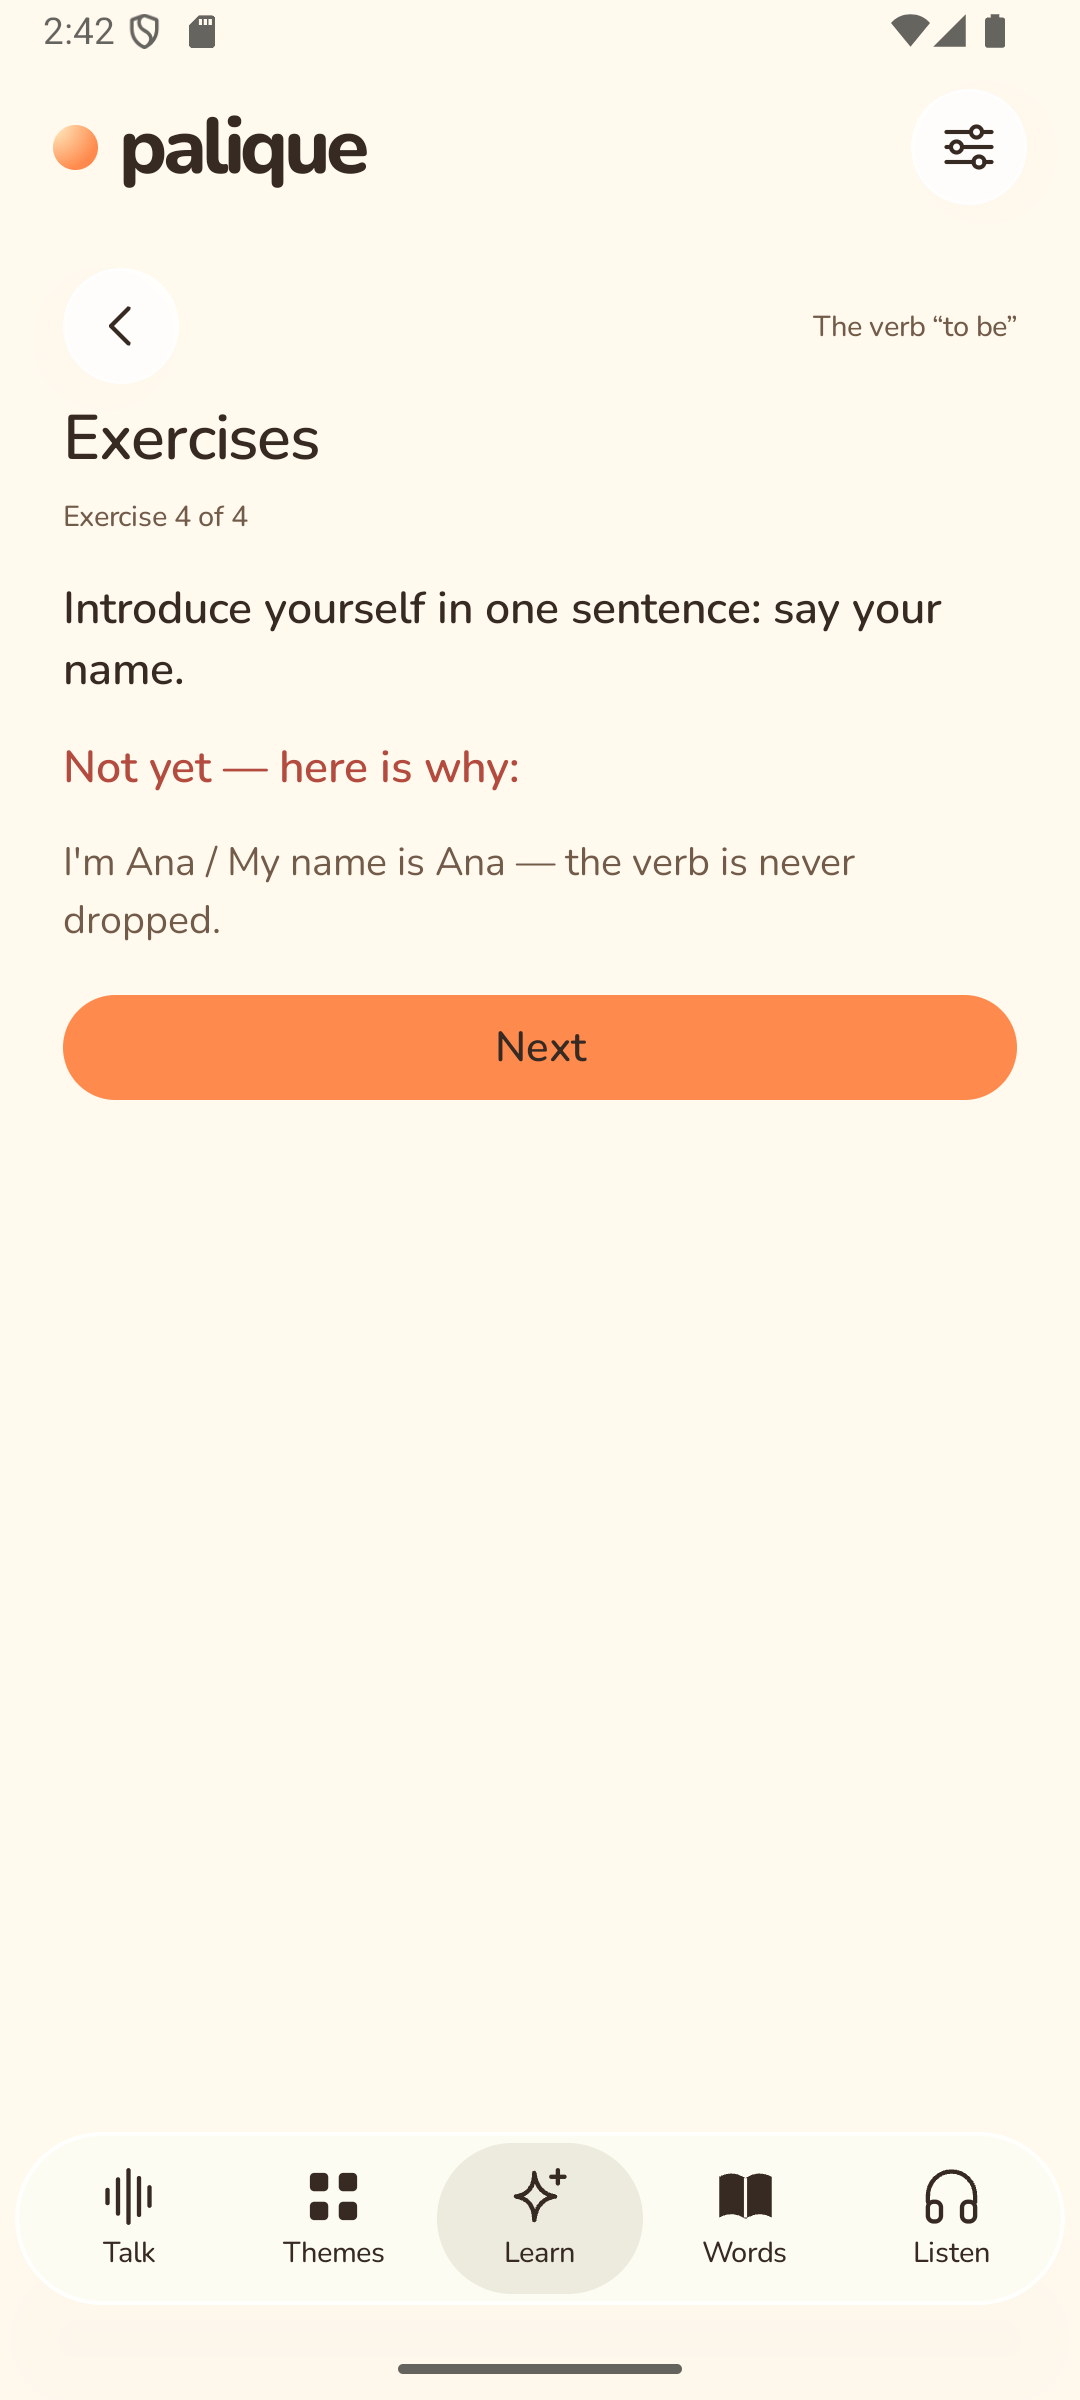 2:42
palique
The verb “to be”
Exercises
Exercise 4 of 4
Introduce yourself in one sentence: say your
name.
Not yet — here is why:
I'm Ana / My name is Ana — the verb is never
dropped.
Next
Talk
Themes
Learn
Words
Listen